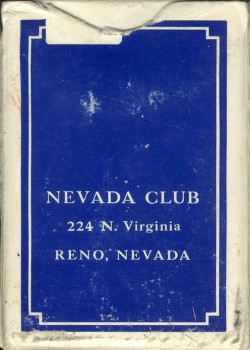 NEVADA CLUB
224 N. Virginia
RENO, NEVADA